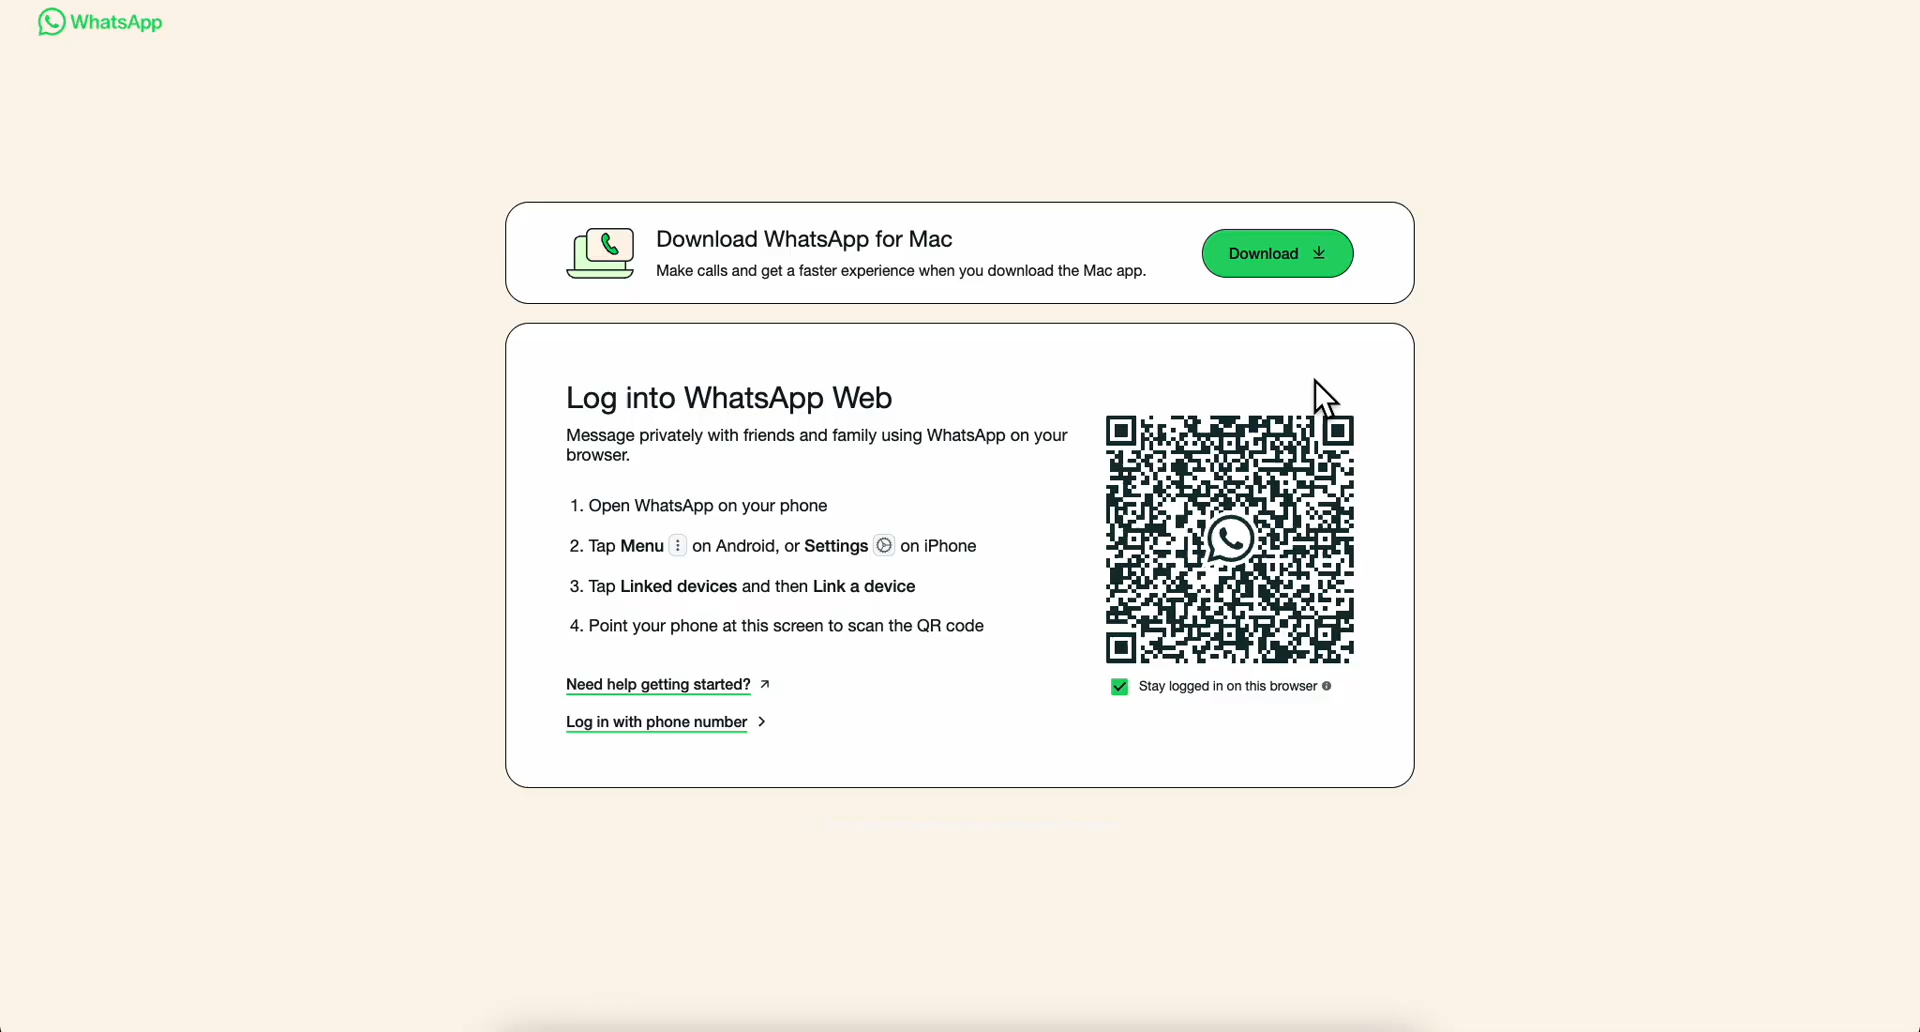 WhatsApp
Download WhatsApp for Mac
Make calls and get a faster experience when you download the Mac app.
Download
Log into WhatsApp Web
Message privately with friends and family using WhatsApp on your
browser.
1. Open WhatsApp on your phone
2. Tap Menu on Android, or Settings on iPhone
3. Tap Linked devices and then Link a device
4. Point your phone at this screen to scan the QR code
Need help getting started?
Log in with phone number
Stay logged in on this browser